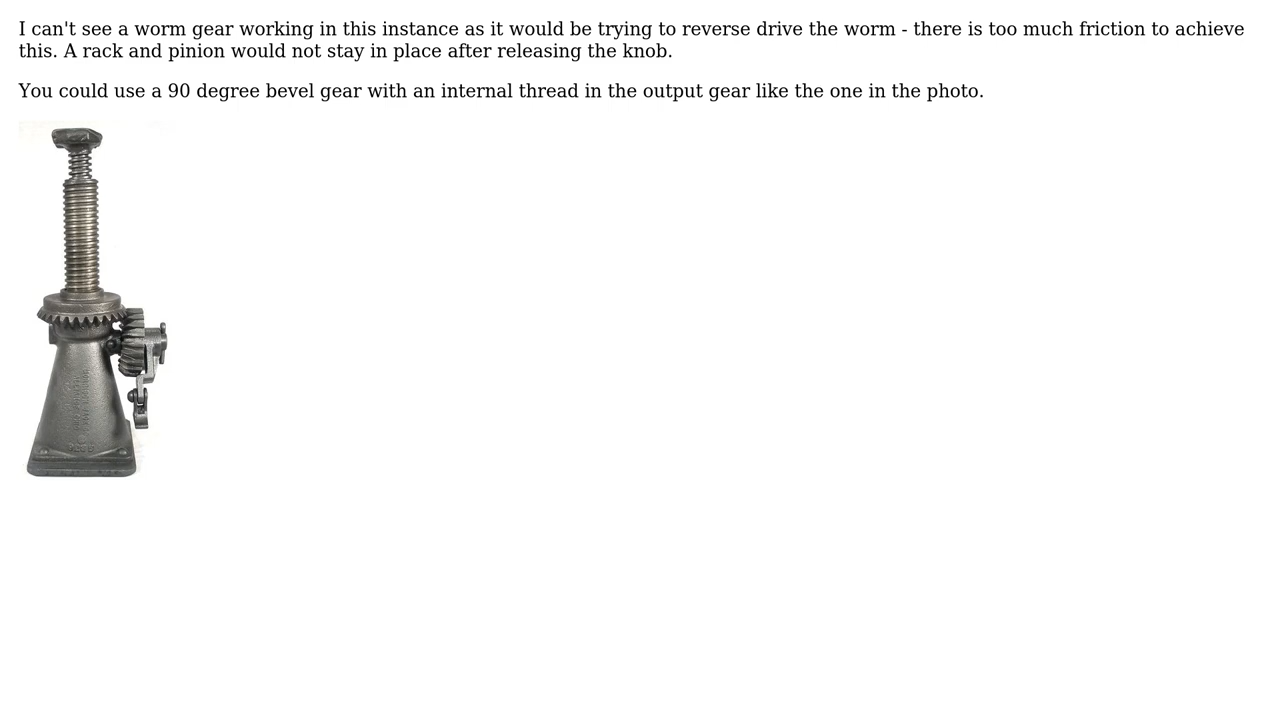 I can't see a worm gear working in this instance as it would be trying to reverse drive the worm - there is too much friction to achieve
this. A rack and pinion would not stay in place after releasing the knob.
You could use a 90 degree bevel gear with an internal thread in the output gear like the one in the photo.